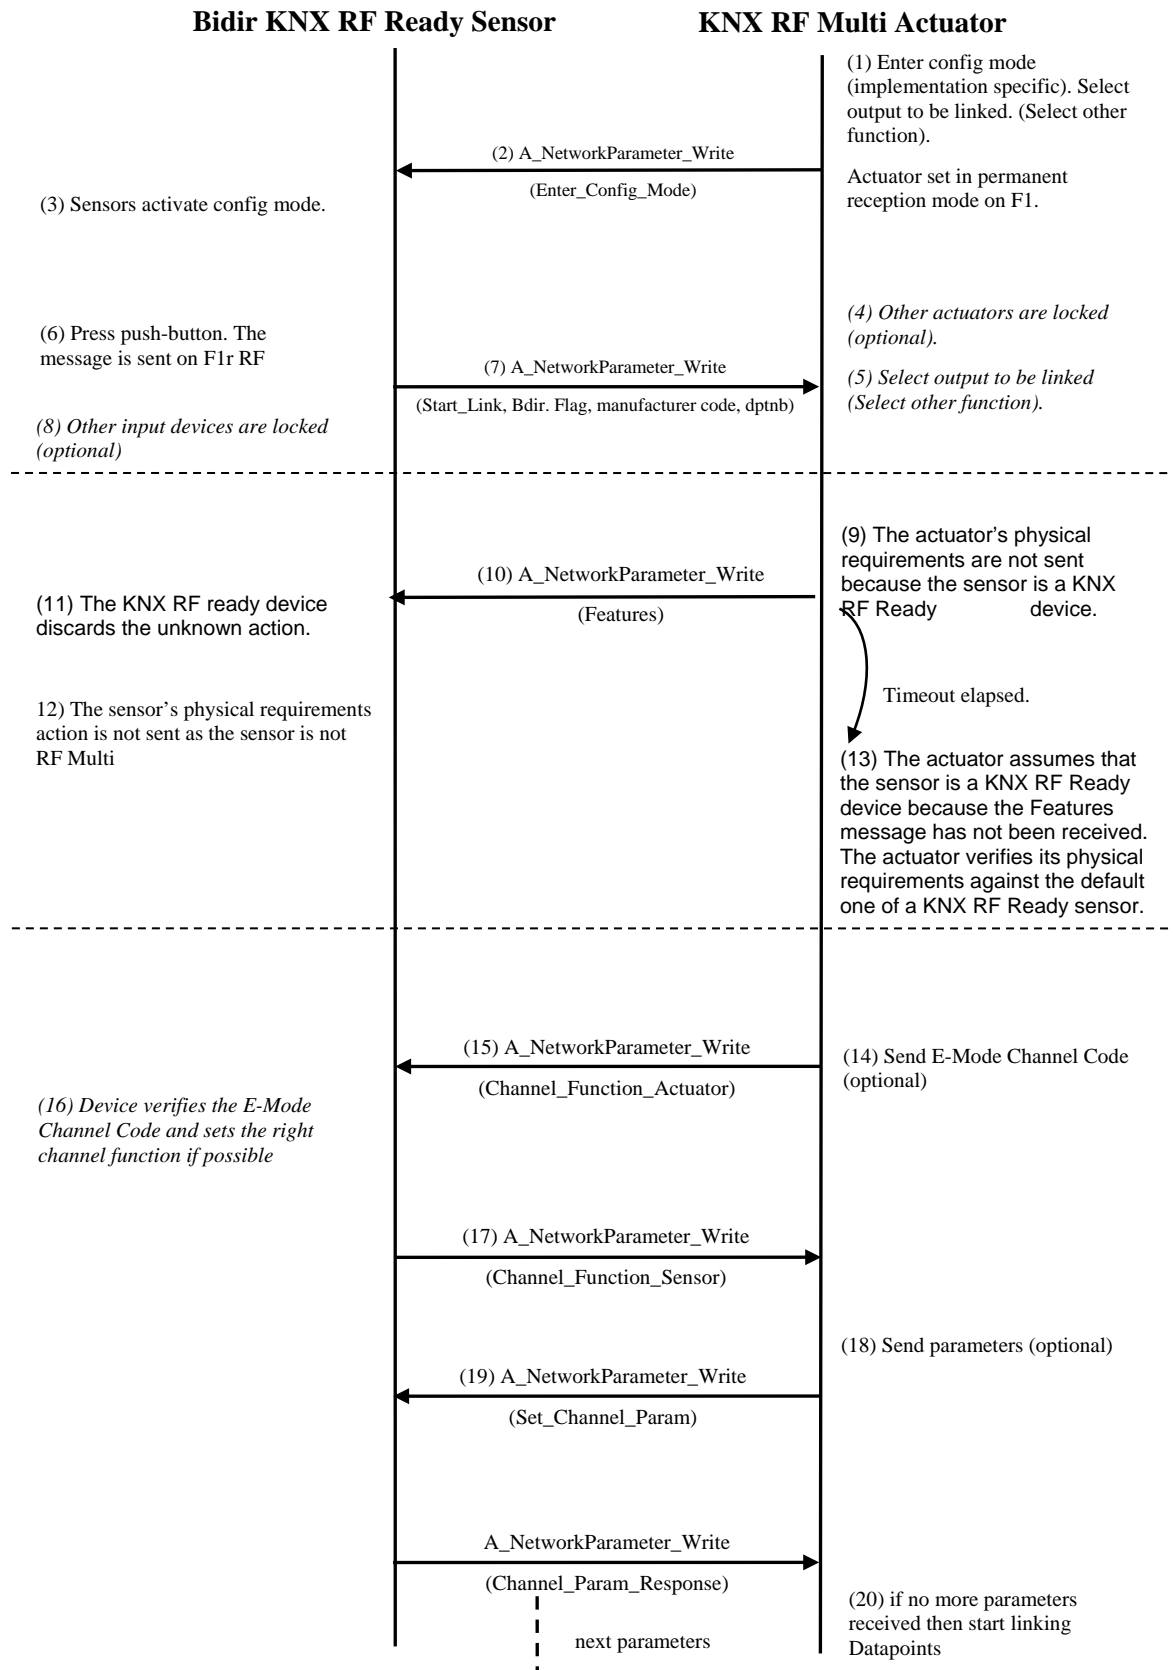 Bidir KNX RF Ready Sensor
KNX RF Multi Actuator
(1) Enter config mode
(implementation specific). Select
output to be linked. (Select other
function).
(2) A_NetworkParameter_Write
(Enter_Config_Mode)
Actuator set in permanent
reception mode on F1.
(3) Sensors activate config mode.
(4) Other actuators are locked
(optional).
(6) Press push-button. The
message is sent on F1r RF
(7) A_NetworkParameter_Write
(Start_Link, Bdir. Flag, manufacturer code, dptnb)
(5) Select output to be linked
(Select other function).
(8) Other input devices are locked
(optional)
(9) The actuator's physical
requirements are not sent
because the sensor is a KNX
RF Ready device.
(10) A_NetworkParameter_Write
(Features)
(11) The KNX RF ready device
discards the unknown action.
Timeout elapsed.
12) The sensor's physical requirements
action is not sent as the sensor is not
RF Multi
(13) The actuator assumes that
the sensor is a KNX RF Ready
device because the Features
message has not been received.
The actuator verifies its physical
requirements against the default
one of a KNX RF Ready sensor.
(15) A_NetworkParameter_Write
(Channel_Function_Actuator)
(14) Send E-Mode Channel Code
(optional)
(16) Device verifies the E-Mode
Channel Code and sets the right
channel function if possible
(17) A_NetworkParameter_Write
(Channel_Function_Sensor)
(18) Send parameters (optional)
(19) A_NetworkParameter_Write
(Set_Channel_Param)
A_NetworkParameter_Write
(Channel_Param_Response)
next parameters
(20) if no more parameters
received then start linking
Datapoints